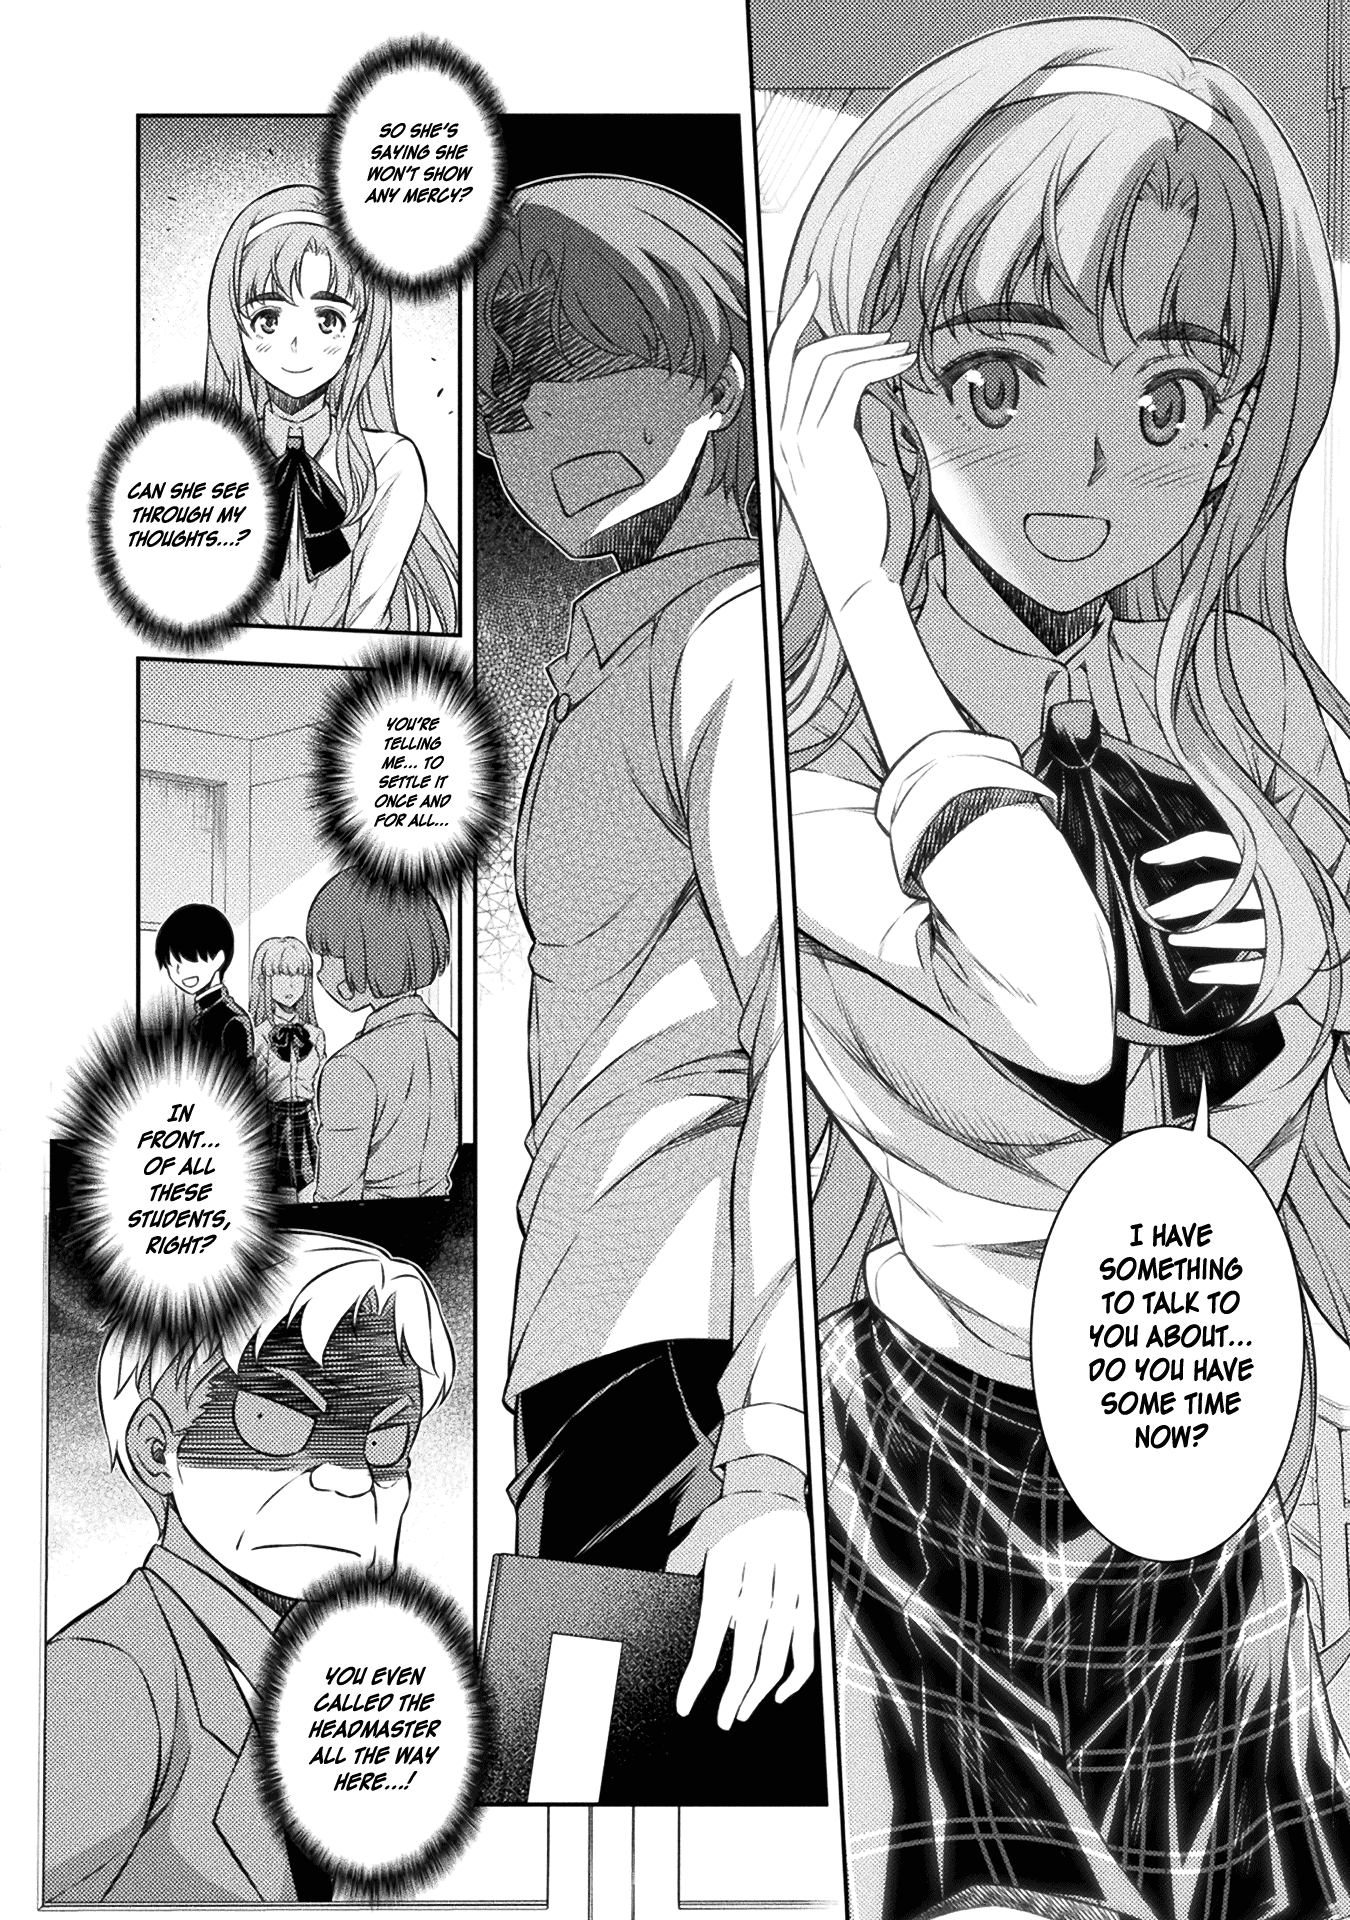 I HAVE
SOMETHING
TO TALK TO
YOU ABOUT...
DO YOU HAVE
SOME TIME
NOW?
SO SHE'S
SAYING SHE
WON'T SHOW
ANY MERCY?
CAN SHE SEE
THROUGH MY
THOUGHTS...?
YOU'RE
TELLING
ME... TO
SETTLE IT
ONCE AND
FOR ALL...
IN
FRONT...
OF ALL
THESE
STUDENTS,
RIGHT?
YOU EVEN
CALLED THE
HEADMASTER
ALL THE WAY
HERE...!